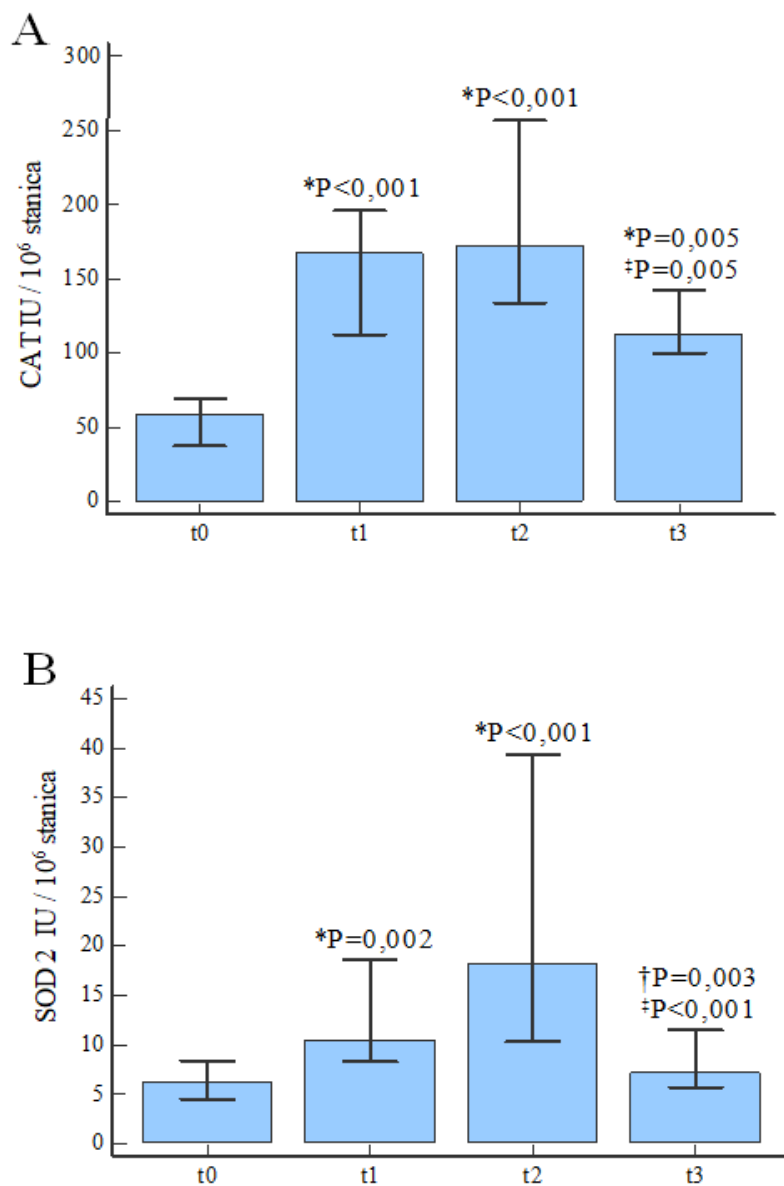 A
300
250
200
150
100
50
0
CAT IU / 10⁶ stanica
*P<0,001
*P<0,001
*P=0,005
‡P=0,005
t0 t1 t2 t3
B
45
40
35
30
25
20
15
10
5
0
SOD2 IU / 10⁶ stanica
*P=0,002
*P<0,001
†P=0,003
‡P<0,001
t0 t1 t2 t3